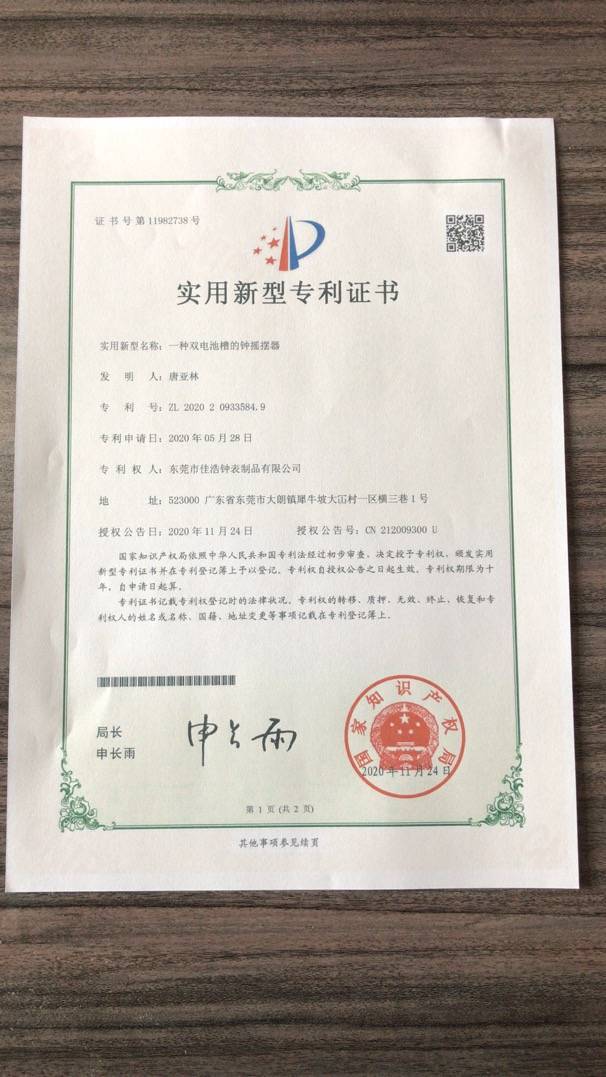 证书号第11982738号
实用新型专利证书
实用新型名称：一种双电池槽的钟摇摆器
发明人：唐亚林
专利号：ZL 2020 2 0933584.9
专利申请日：2020年05月28日
专利权人：东莞市佳浩钟表制品有限公司
地址：523000 广东省东莞市大朗镇犀牛坡大冚村一区横三巷1号
授权公告日：2020年11月24日 授权公告号：CN 212009300 U
国家知识产权局依照中华人民共和国专利法经过初步审查，决定授予专利权，颁发实用
新型专利证书并在专利登记簿上予以登记。专利权自授权公告之日起生效。专利权期限为十
年，自申请日起算。
专利证书记载专利权登记时的法律状况。专利权的转移、质押、无效、终止、恢复和专
利权人的姓名或名称、国籍、地址变更等事项记载在专利登记簿上。
局长
申长雨
申长雨
国家知识产权局
2020年11月24日
第 1 页 (共 2 页)
其他事项参见续页